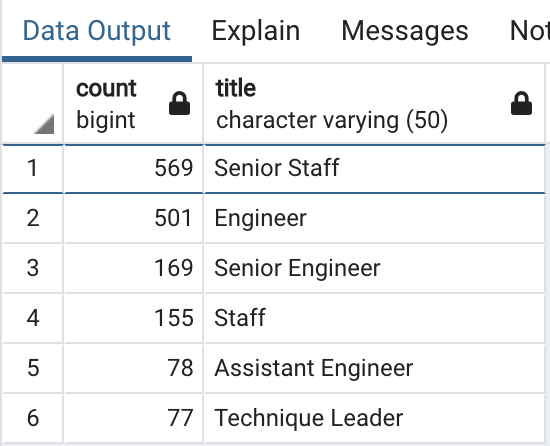 Data Output Explain Messages Not
count title
bigint character varying (50)
1 569 Senior Staff
2 501 Engineer
3 169 Senior Engineer
4 155 Staff
5 78 Assistant Engineer
6 77 Technique Leader